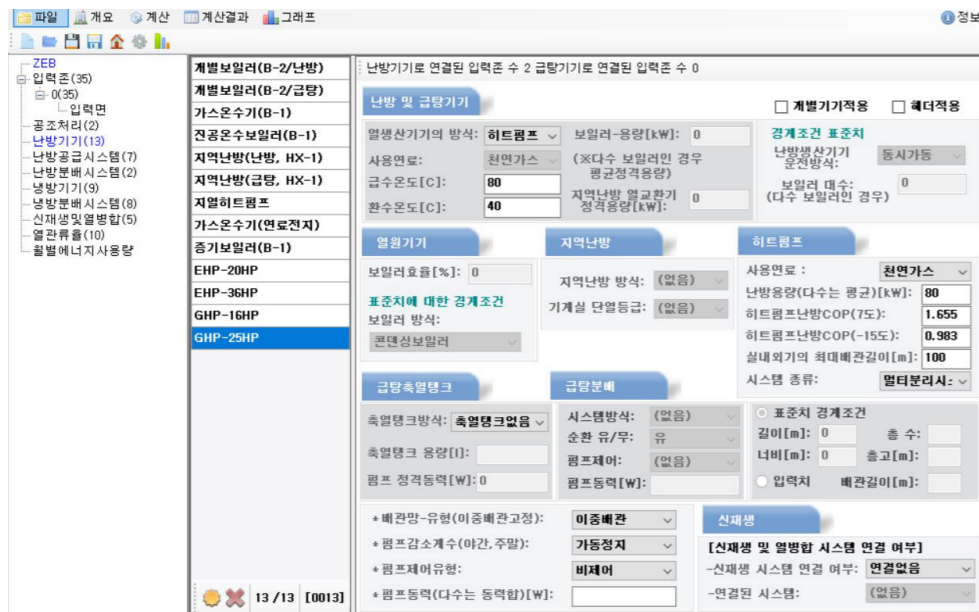 파일 개요 계산 계산결과 그래프 정보
ZEB
입력존(35)
0(35)
입력면
공조처리(2)
난방기기(13)
난방공급시스템(7)
난방분배시스템(2)
냉방기기(9)
냉방분배시스템(8)
신재생및열병합(5)
열관류율(10)
월별에너지사용량
개별보일러(B-2/난방)
개별보일러(B-2/급탕)
가스온수기(B-1)
진공온수보일러(B-1)
지역난방(난방, HX-1)
지역난방(급탕, HX-1)
지열히트펌프
가스온수기(연료전지)
증기보일러(B-1)
EHP-20HP
EHP-36HP
GHP-16HP
GHP-25HP
13 /13 [0013]
난방기기로 연결된 입력존 수 2 급탕기기로 연결된 입력존 수 0
난방 및 급탕기기
개별기기적용 헤더적용
열생산기기의 방식: 히트펌프
사용연료: 천연가스
급수온도[C]: 80
환수온도[C]: 40
보일러-용량[kW]: 0
(※다수 보일러인 경우
평균정격용량)
지역난방 열교환기
정격용량[kW]: 0
경계조건 표준치
난방생산기기
운전방식: 동시가동
보일러 대수: 0
(다수 보일러인 경우)
열원기기
보일러효율[%]: 0
표준치에 대한 경계조건
보일러 방식:
콘덴싱보일러
지역난방
지역난방 방식: (없음)
기계실 단열등급: (없음)
히트펌프
사용연료 : 천연가스
난방용량(다수는 평균)[kW]: 80
히트펌프난방COP(7도): 1.655
히트펌프난방COP(-15도): 0.983
실내외기의 최대배관길이[m]: 100
시스템 종류: 멀티분리시
급탕축열탱크
축열탱크방식: 축열탱크없음
축열탱크 용량[l]:
펌프 정격동력[W]: 0
급탕분배
시스템방식: (없음)
순환 유/무: 유
펌프제어: (없음)
펌프동력[W]:
표준치 경계조건
길이[m]: 0 층 수:
너비[m]: 0 층고[m]:
입력치 배관길이[m]:
*배관망-유형(이중배관고정): 이중배관
*펌프감소계수(야간,주말): 가동정지
*펌프제어유형: 비제어
*펌프동력(다수는 동력합)[W]:
신재생
[신재생 및 열병합 시스템 연결 여부]
-신재생 시스템 연결 여부: 연결없음
-연결된 시스템: (없음)